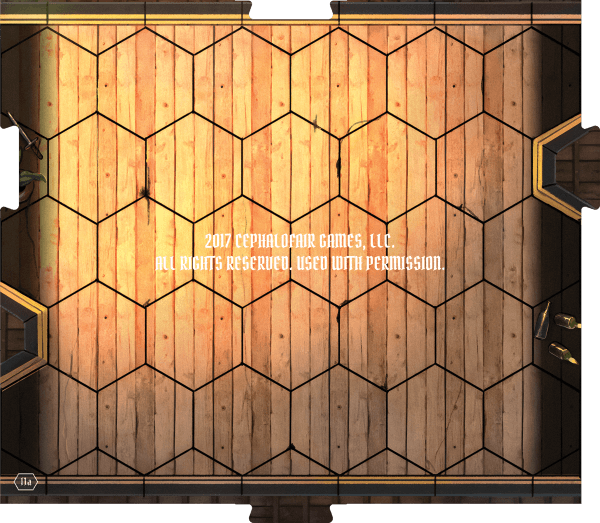 2017 CEPHALOFAIR GAMES, LLC.
ALL RIGHTS RESERVED. USED WITH PERMISSION.
11a